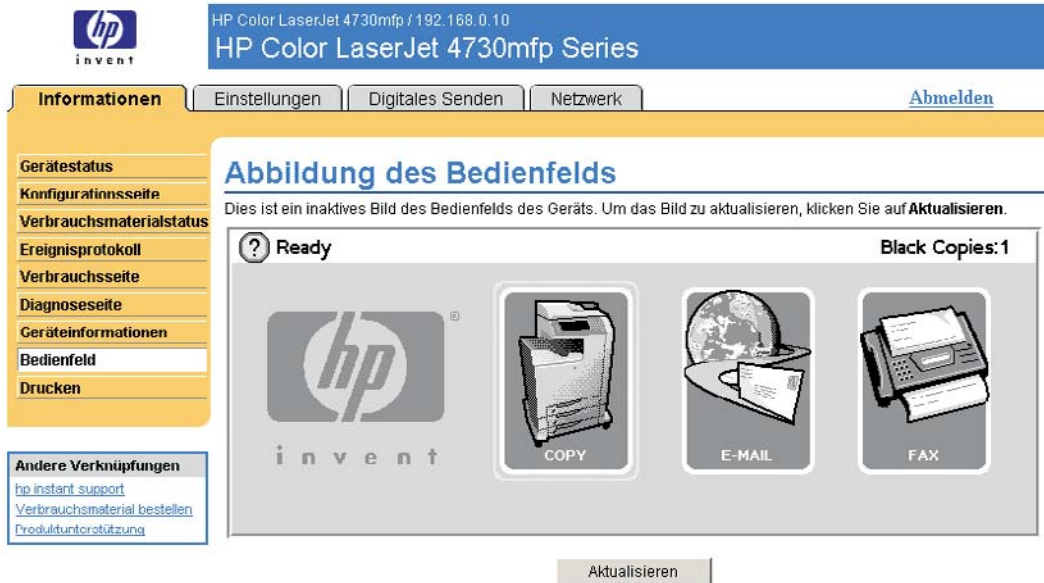 hp
invent
HP Color LaserJet 4730mfp / 192.168.0.10
HP Color LaserJet 4730mfp Series
Informationen
Einstellungen
Digitales Senden
Netzwerk
Abmelden
Gerätestatus
Konfigurationsseite
Verbrauchsmaterialstatus
Ereignisprotokoll
Verbrauchsseite
Diagnoseseite
Geräteinformationen
Bedienfeld
Drucken
Andere Verknüpfungen
hp instant support
Verbrauchsmaterial bestellen
Produktunterstützung
Abbildung des Bedienfelds
Dies ist ein inaktives Bild des Bedienfelds des Geräts. Um das Bild zu aktualisieren, klicken Sie auf Aktualisieren.
? Ready
Black Copies:1
hp ®
invent
COPY
E-MAIL
FAX
Aktualisieren